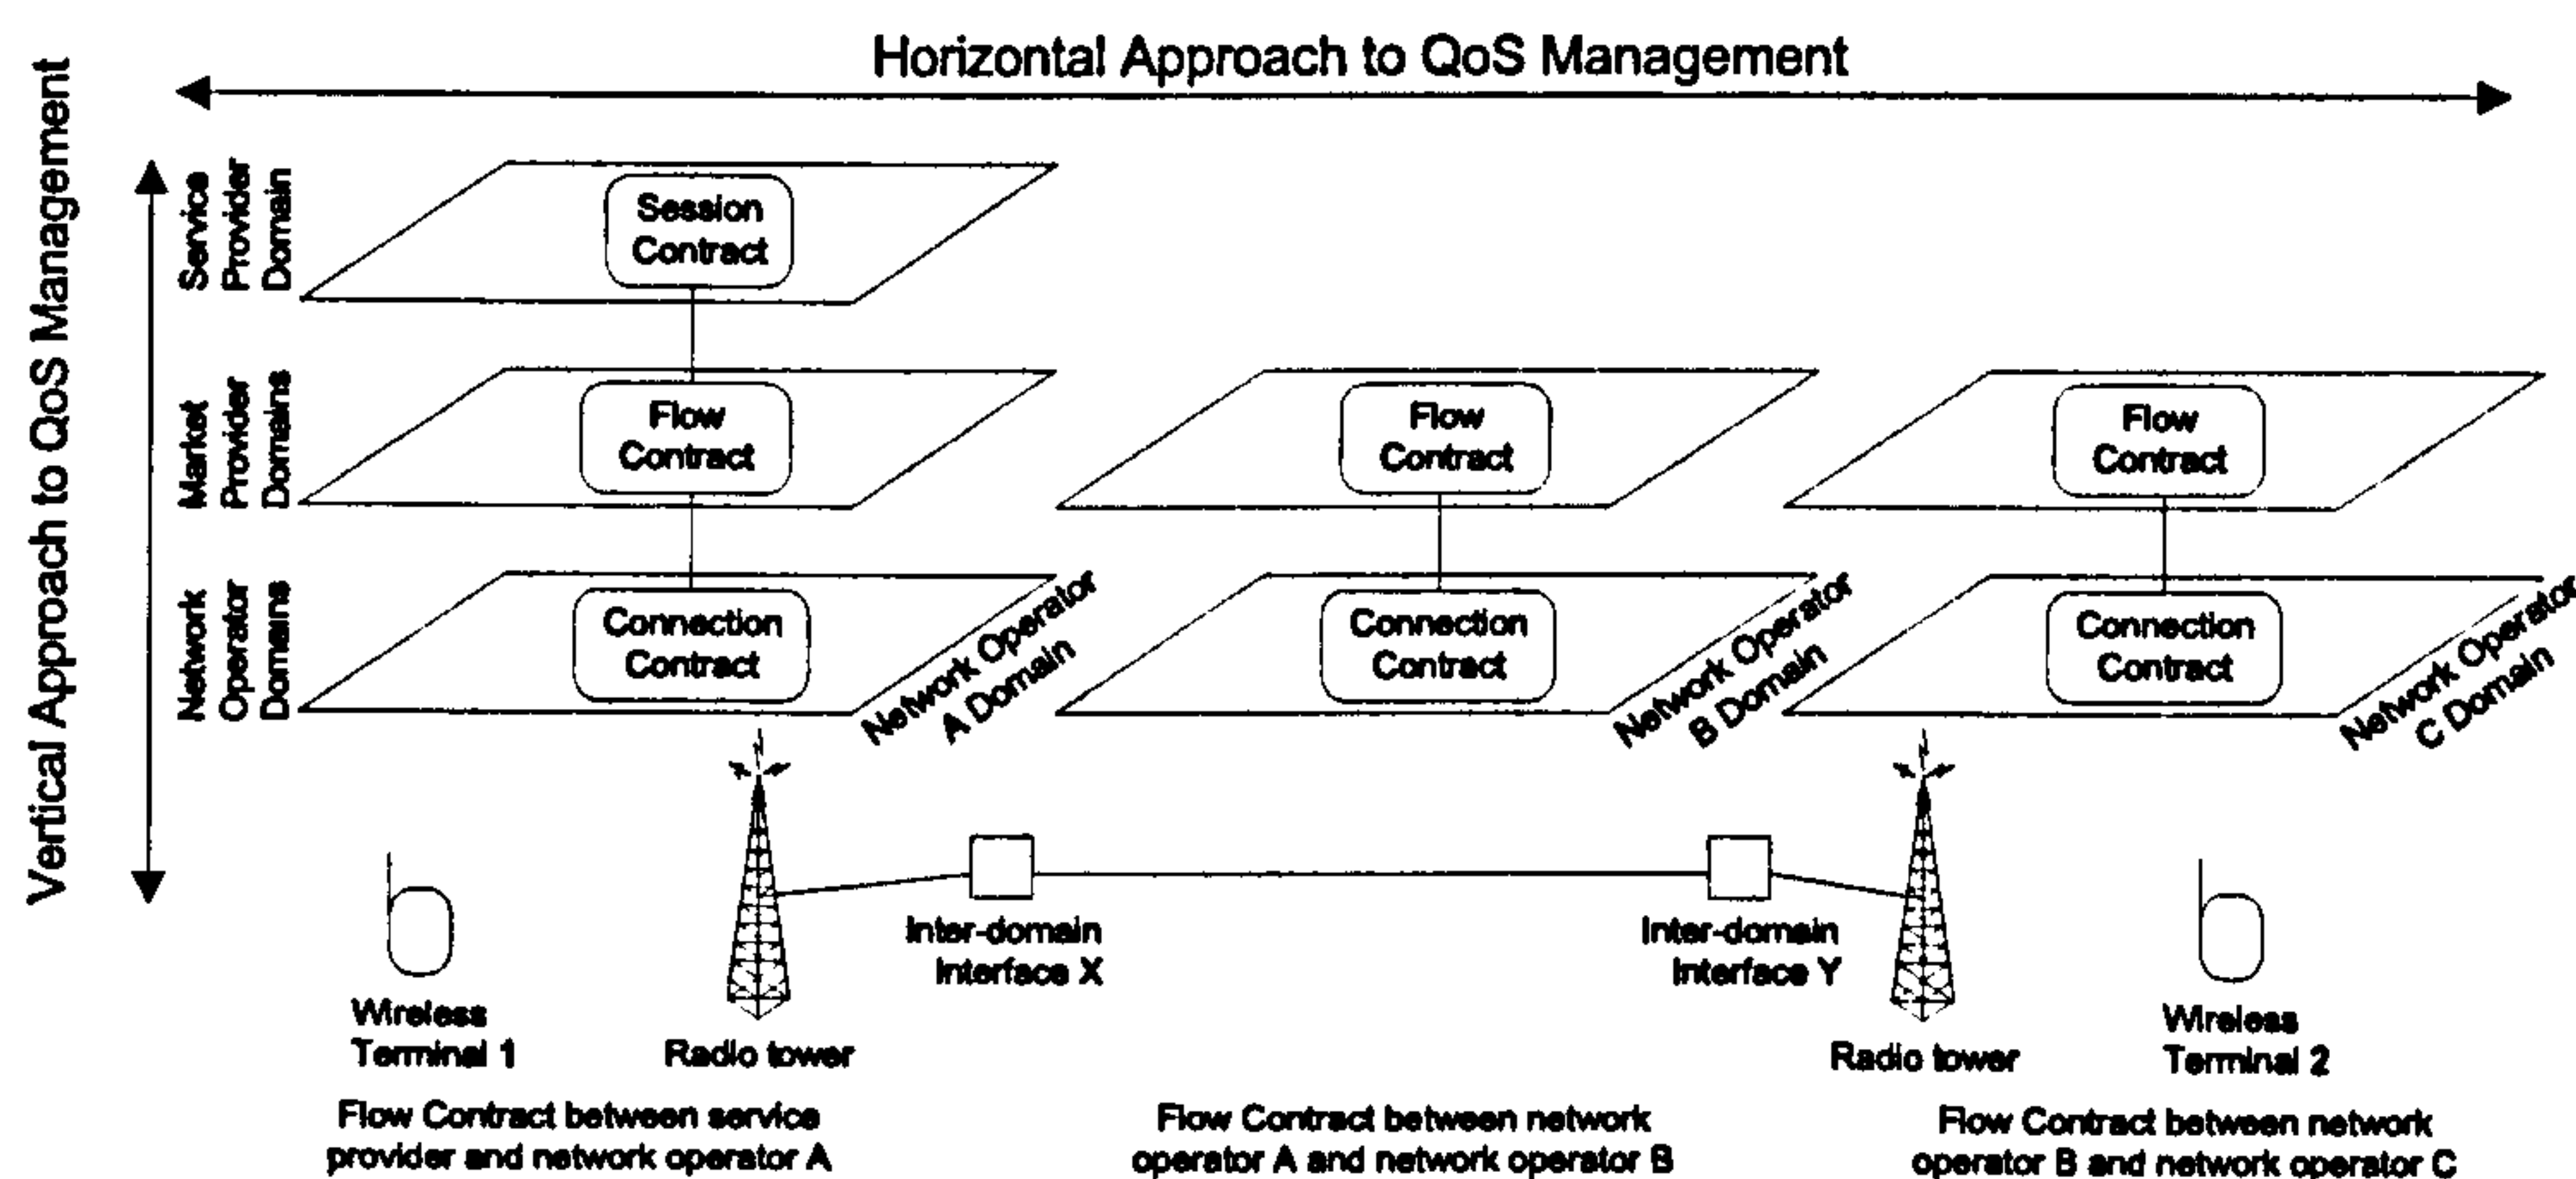 Horizontal Approach to QoS Management
Vertical Approach to QoS Management
Service
Provider
Domain
Session
Contract
Market
Provider
Domains
Flow
Contract
Flow
Contract
Flow
Contract
Network
Operator
Domains
Connection
Contract
Network Operator
A Domain
Connection
Contract
Network Operator
B Domain
Connection
Contract
Network Operator
C Domain
Wireless
Terminal 1
Radio tower
Inter-domain
Interface X
Inter-domain
Interface Y
Radio tower
Wireless
Terminal 2
Flow Contract between service
provider and network operator A
Flow Contract between network
operator A and network operator B
Flow Contract between network
operator B and network operator C